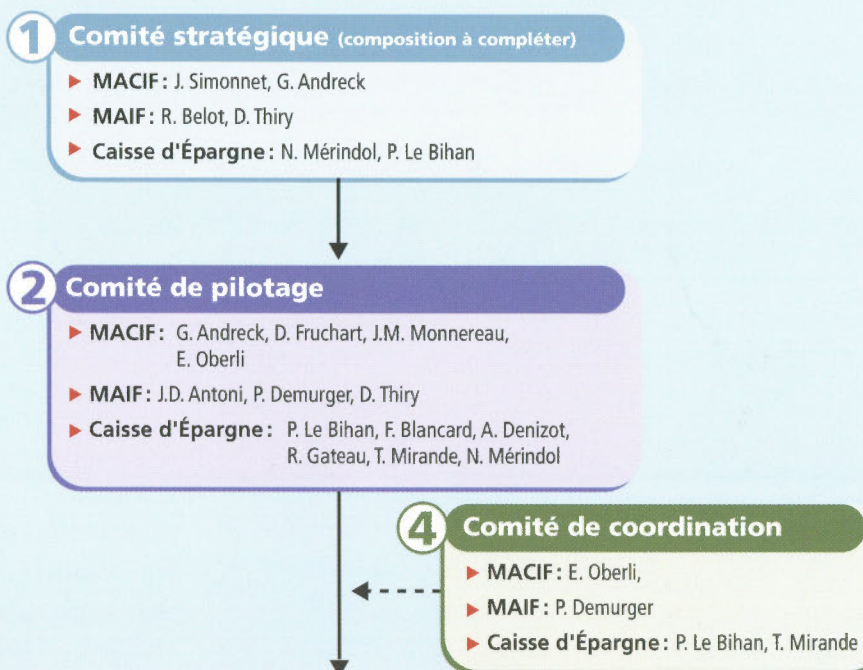 1 Comité stratégique (composition à compléter)
MACIF : J. Simonnet, G. Andreck
MAIF : R. Belot, D. Thiry
Caisse d'Épargne : N. Mérindol, P. Le Bihan
2 Comité de pilotage
MACIF : G. Andreck, D. Fruchart, J.M. Monnereau,
E. Oberli
MAIF : J.D. Antoni, P. Demurger, D. Thiry
Caisse d'Épargne : P. Le Bihan, F. Blancard, A. Denizot,
R. Gateau, T. Mirande, N. Mérindol
4 Comité de coordination
MACIF : E. Oberli,
MAIF : P. Demurger
Caisse d'Épargne : P. Le Bihan, T. Mirande